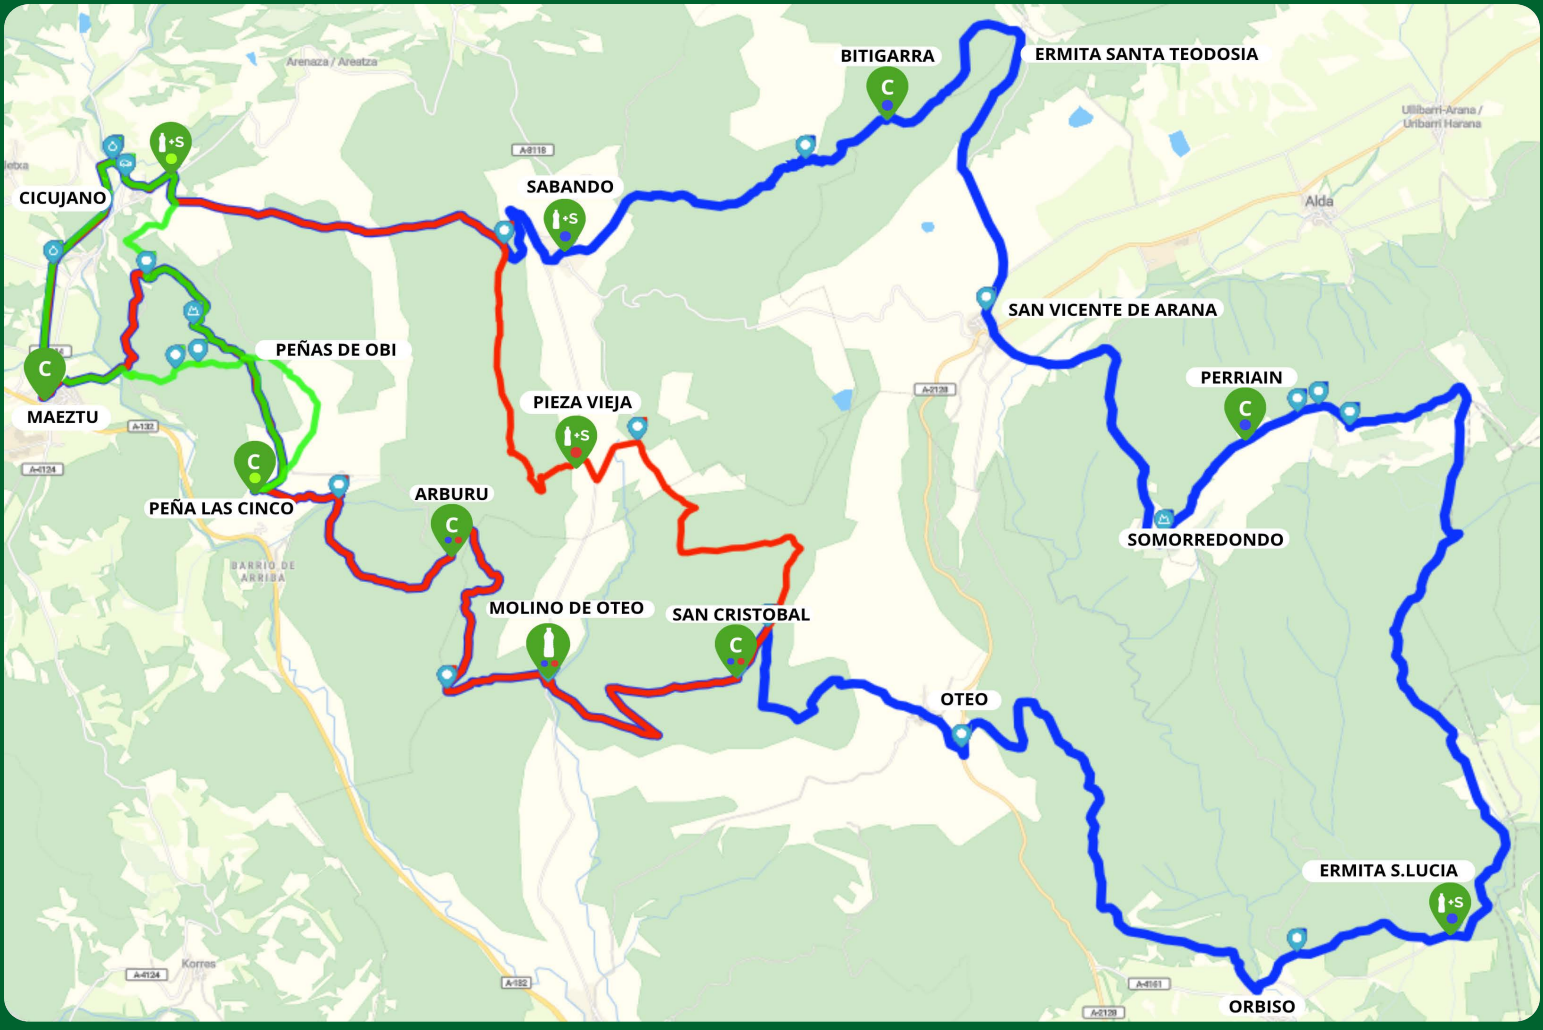 BITIGARRA
ERMITA SANTA TEODOSIA
Arenaza / Areatza
Ullíbarri-Arana /
Uribarri Harana
+S
A-3118
CICUJANO
SABANDO
+S
Alda
SAN VICENTE DE ARANA
PEÑAS DE OBI
C
MAEZTU
A-132
PIEZA VIEJA
+S
A-2128
PERRIAIN
C
A-4124
C
PEÑA LAS CINCO
ARBURU
C
SOMORREDONDO
BARRIO DE
ARRIBA
MOLINO DE OTEO
SAN CRISTOBAL
C
OTEO
ERMITA S.LUCIA
+S
Korres
A-4124
A-132
A-4161
ORBISO
A-2128
C